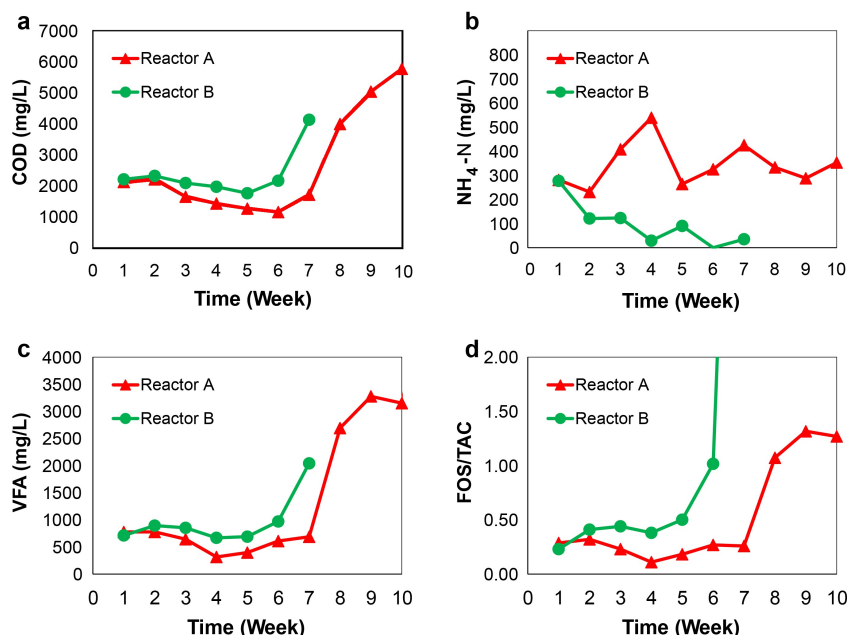 a
7000
6000
5000
4000
3000
2000
1000
0
COD (mg/L)
Reactor A
Reactor B
0 1 2 3 4 5 6 7 8 9 10
Time (Week)
b
800
700
600
500
400
300
200
100
0
NH4-N (mg/L)
Reactor A
Reactor B
0 1 2 3 4 5 6 7 8 9 10
Time (Week)
c
4000
3500
3000
2500
2000
1500
1000
500
0
VFA (mg/L)
Reactor A
Reactor B
0 1 2 3 4 5 6 7 8 9 10
Time (Week)
d
2.00
1.50
1.00
0.50
0.00
FOS/TAC
Reactor A
Reactor B
0 1 2 3 4 5 6 7 8 9 10
Time (Week)